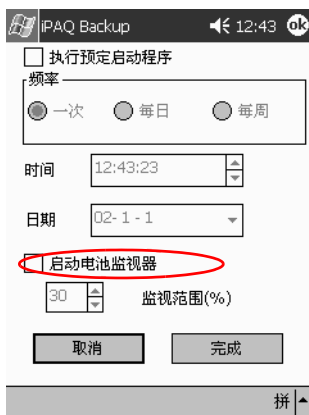 iPAQ Backup 12:43 ok
执行预定启动程序
频率
一次 每日 每周
时间 12:43:23
日期 02- 1 - 1
启动电池监视器
30 监视范围(%)
取消 完成
拼